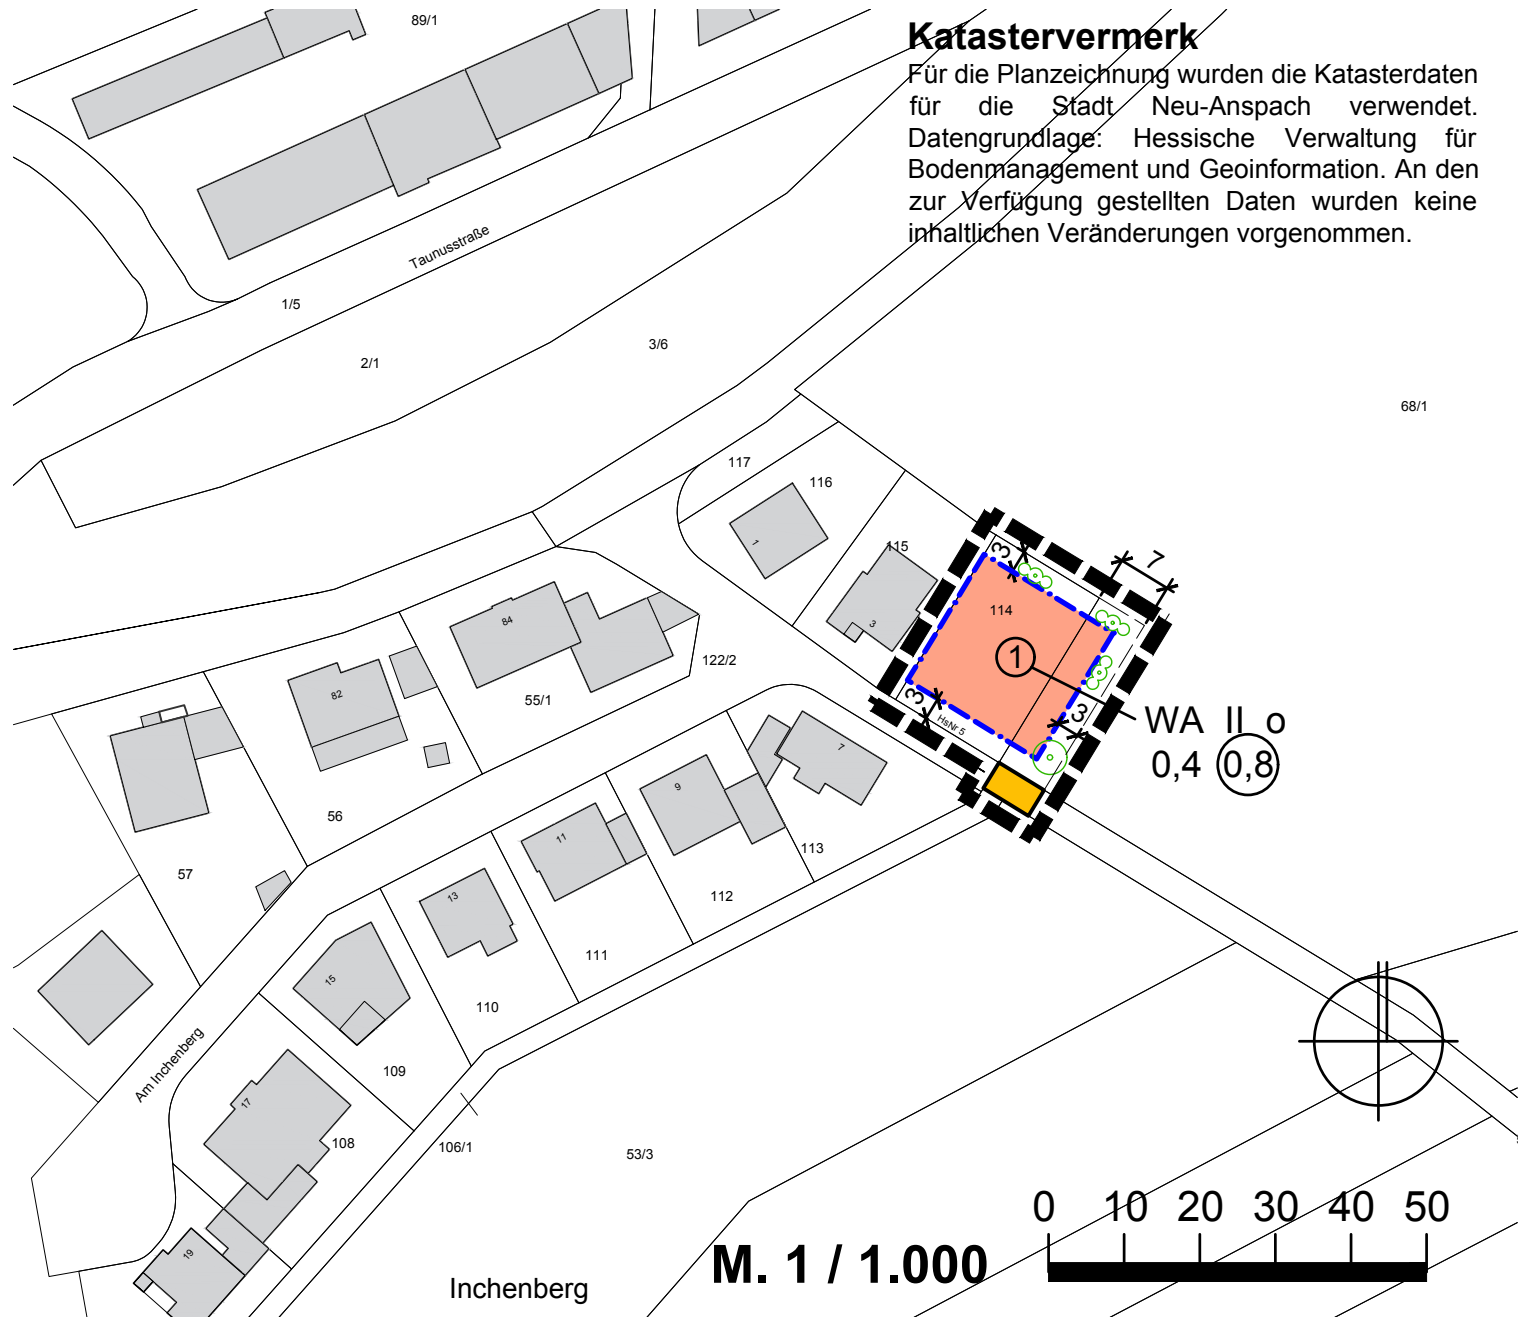 89/1
Katastervermerk
Für die Planzeichnung wurden die Katasterdaten
für die Stadt Neu-Anspach verwendet.
Datengrundlage: Hessische Verwaltung für
Bodenmanagement und Geoinformation. An den
zur Verfügung gestellten Daten wurden keine
inhaltlichen Veränderungen vorgenommen.
Taunusstraße
1/5
2/1
3/6
68/1
117
116
1
115
3
3
7
114
1
3
3
HsNr 5
WA II o
0,4 0,8
84
122/2
82
55/1
7
9
56
11
113
57
13
112
111
15
110
Am Inchenberg
109
17
108
106/1
53/3
19
0 10 20 30 40 50
M. 1 / 1.000
Inchenberg